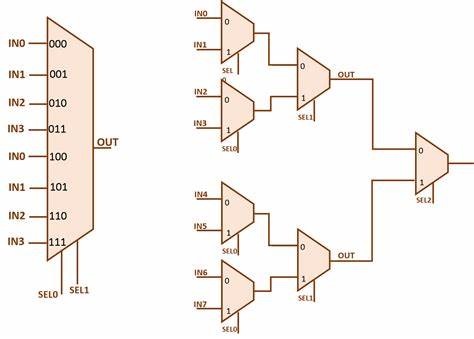 IN0 000
IN1 001
IN2 010
IN3 011
IN0 100
IN1 101
IN2 110
IN3 111
OUT
SEL0
SEL1
IN0
0
IN1
1
SEL
0
IN2
0
IN3
1
SEL0
0
1
OUT
SEL1
IN4
0
IN5
1
SEL0
IN6
0
IN7
1
SEL0
0
1
OUT
SEL1
0
1
SEL2